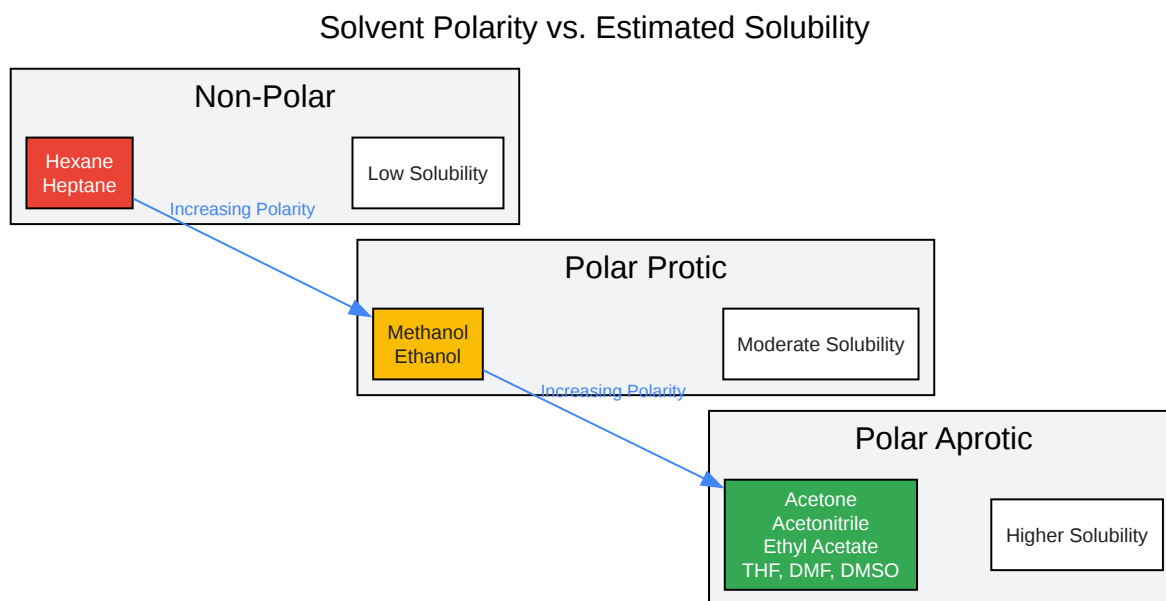 Solvent Polarity vs. Estimated Solubility
Non-Polar
Hexane
Heptane
Low Solubility
Increasing Polarity
Polar Protic
Methanol
Ethanol
Moderate Solubility
Increasing Polarity
Polar Aprotic
Acetone
Acetonitrile
Ethyl Acetate
THF, DMF, DMSO
Higher Solubility